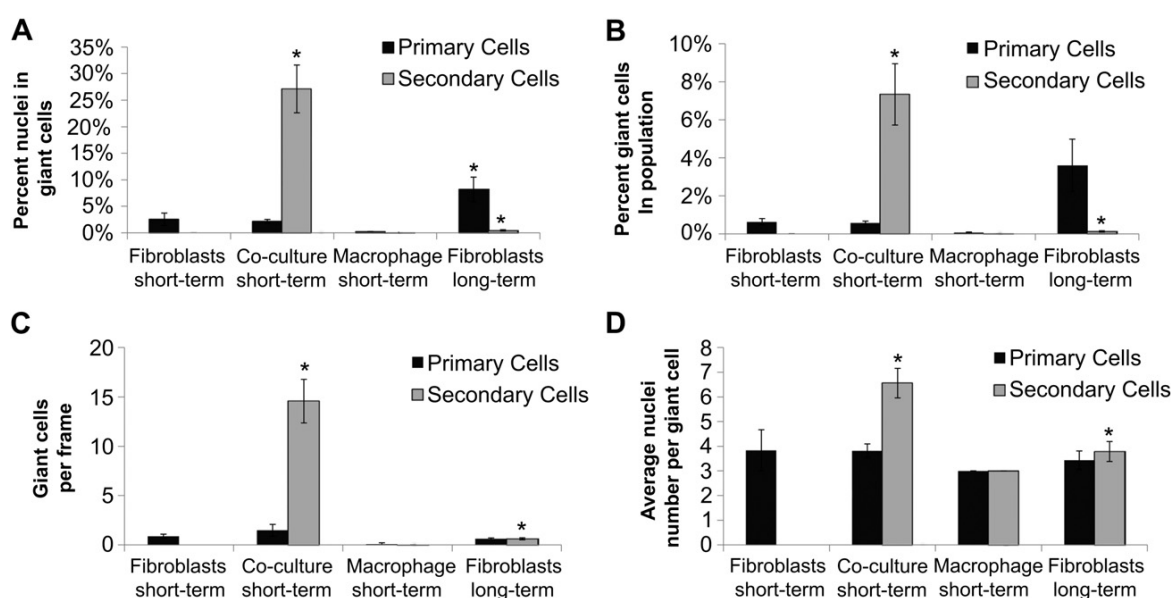 A
Percent nuclei in
giant cells
35%
30%
25%
20%
15%
10%
5%
0%
Primary Cells
Secondary Cells
*
*
*
Fibroblasts
short-term
Co-culture
short-term
Macrophage
short-term
Fibroblasts
long-term
B
Percent giant cells
In population
10%
8%
6%
4%
2%
0%
Primary Cells
Secondary Cells
*
*
Fibroblasts
short-term
Co-culture
short-term
Macrophage
short-term
Fibroblasts
long-term
C
Giant cells
per frame
20
15
10
5
0
Primary Cells
Secondary Cells
*
*
Fibroblasts
short-term
Co-culture
short-term
Macrophage
short-term
Fibroblasts
long-term
D
Average nuclei
number per giant cell
8
7
6
5
4
3
2
1
0
Primary Cells
Secondary Cells
*
*
Fibroblasts
short-term
Co-culture
short-term
Macrophage
short-term
Fibroblasts
long-term